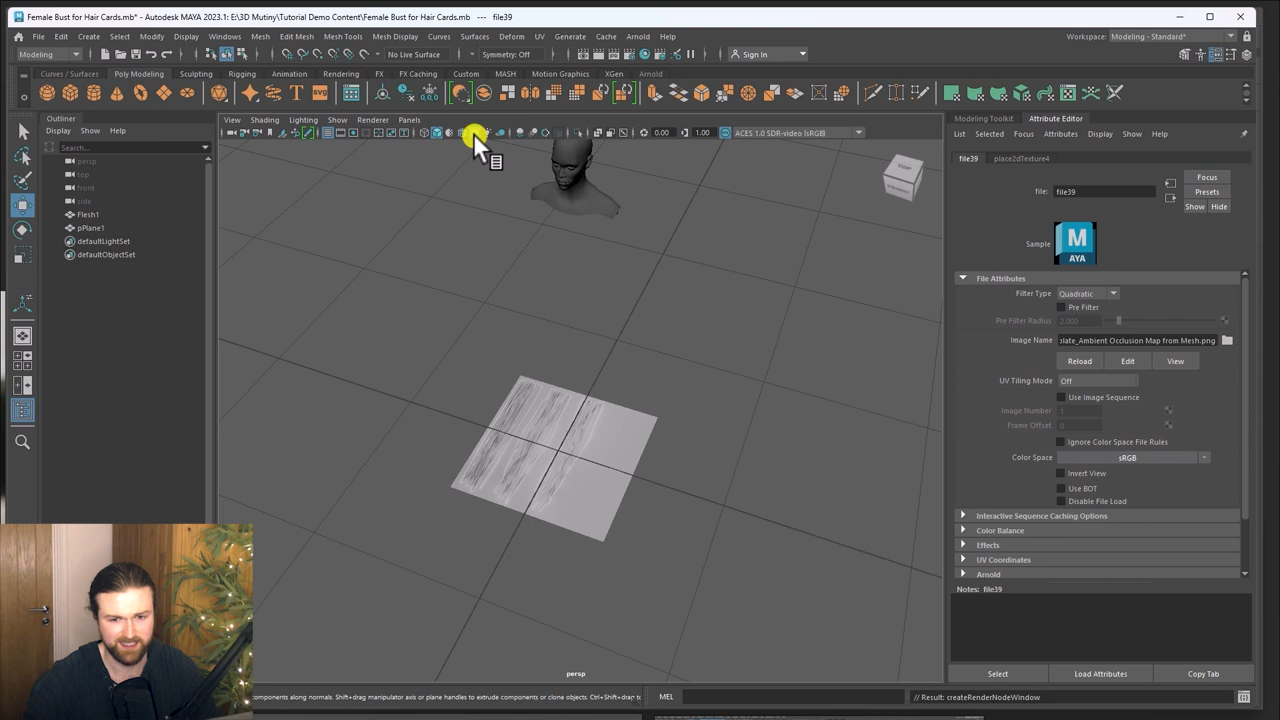 Female Bust for Hair Cards.mb* - Autodesk MAYA 2023.1: E:\3D Mutiny\Tutorial Demo Content\Female Bust for Hair Cards.mb --- file39
File Edit Create Select Modify Display Windows Mesh Edit Mesh Mesh Tools Mesh Display Curves Surfaces Deform UV Generate Cache Arnold Help
Workspace: Modeling - Standard*
Modeling
No Live Surface
Symmetry: Off
Sign In
Curves / Surfaces Poly Modeling Sculpting Rigging Animation Rendering FX FX Caching Custom MASH Motion Graphics XGen Arnold
Outliner
Display Show Help
Search...
persp
top
front
side
Flesh1
pPlane1
defaultLightSet
defaultObjectSet
View Shading Lighting Show Renderer Panels
0.00 1.00 ACES 1.0 SDR-video (sRGB)
TOP
persp
Modeling Toolkit Attribute Editor
List Selected Focus Attributes Display Show Help
file39 place2dTexture4
Focus
file: file39
Presets
Show Hide
Sample
M
AYA
File Attributes
Filter Type Quadratic
Pre Filter
Pre Filter Radius 2.000
Image Name plate_Ambient Occlusion Map from Mesh.png
Reload Edit View
UV Tiling Mode Off
Use Image Sequence
Image Number 1
Frame Offset 0
Ignore Color Space File Rules
Color Space sRGB
Invert View
Use BOT
Disable File Load
Interactive Sequence Caching Options
Color Balance
Effects
UV Coordinates
Arnold
Notes: file39
Select Load Attributes Copy Tab
components along normals. Shift+drag manipulator axis or plane handles to extrude components or clone objects. Ctrl+Shift+drag to
MEL
// Result: createRenderNodeWindow